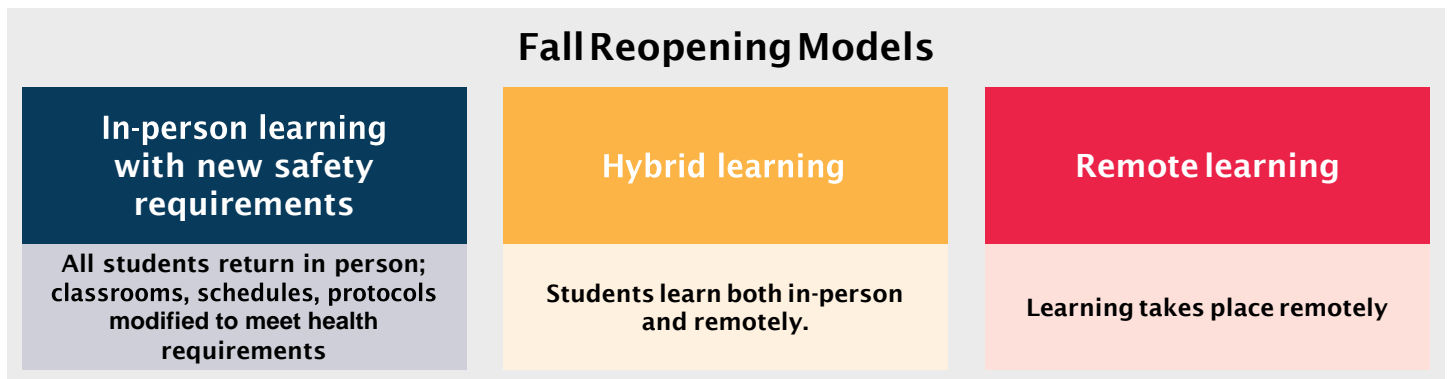 Fall Reopening Models
In-person learning
with new safety
requirements
All students return in person;
classrooms, schedules, protocols
modified to meet health
requirements
Hybrid learning
Students learn both in-person
and remotely.
Remote learning
Learning takes place remotely